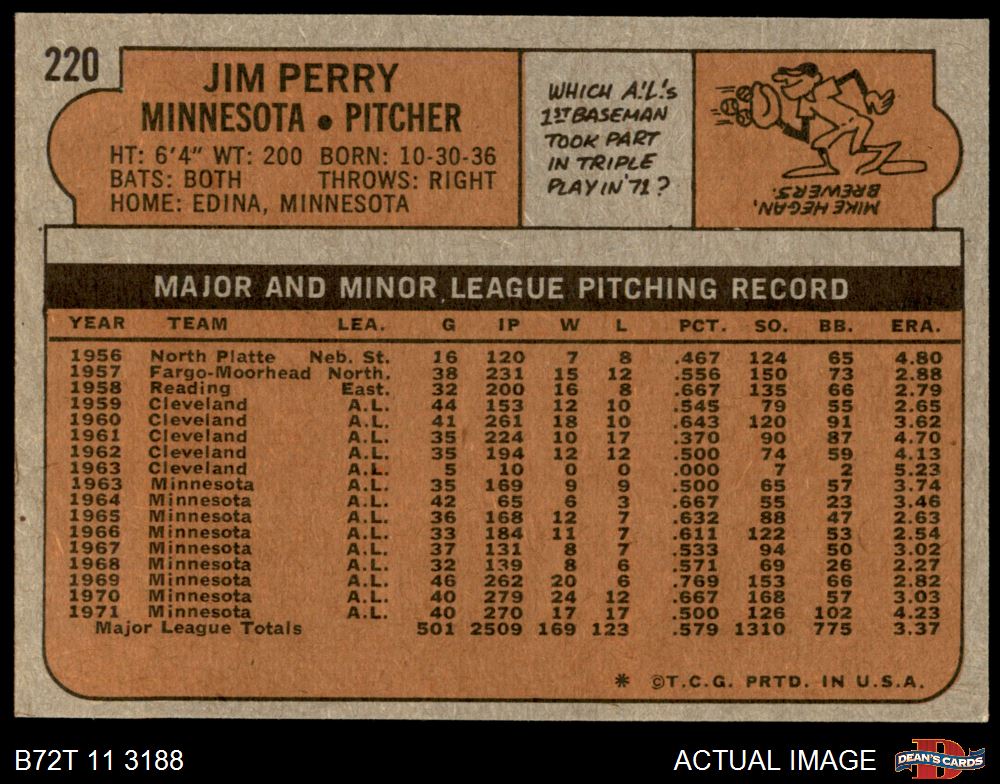 220
JIM PERRY
MINNESOTA • PITCHER
HT: 6'4" WT: 200 BORN: 10-30-36
BATS: BOTH THROWS: RIGHT
HOME: EDINA, MINNESOTA
WHICH A.L.'s
1ST BASEMAN
TOOK PART
IN TRIPLE
PLAY IN '71?
MIKE HEGAN,
BREWERS.
MAJOR AND MINOR LEAGUE PITCHING RECORD
YEAR TEAM LEA. G IP W L PCT. SO. BB. ERA.
1956 North Platte Neb. St. 16 120 7 8 .467 124 65 4.80
1957 Fargo-Moorhead North. 38 231 15 12 .556 150 73 2.88
1958 Reading East. 32 200 16 8 .667 135 66 2.79
1959 Cleveland A.L. 44 153 12 10 .545 79 55 2.65
1960 Cleveland A.L. 41 261 18 10 .643 120 91 3.62
1961 Cleveland A.L. 35 224 10 17 .370 90 87 4.70
1962 Cleveland A.L. 35 194 12 12 .500 74 59 4.13
1963 Cleveland A.L. 5 10 0 0 .000 7 2 5.23
1963 Minnesota A.L. 35 169 9 9 .500 65 57 3.74
1964 Minnesota A.L. 42 65 6 3 .667 55 23 3.46
1965 Minnesota A.L. 36 168 12 7 .632 88 47 2.63
1966 Minnesota A.L. 33 184 11 7 .611 122 53 2.54
1967 Minnesota A.L. 37 131 8 7 .533 94 50 3.02
1968 Minnesota A.L. 32 139 8 6 .571 69 26 2.27
1969 Minnesota A.L. 46 262 20 6 .769 153 66 2.82
1970 Minnesota A.L. 40 279 24 12 .667 168 57 3.03
1971 Minnesota A.L. 40 270 17 17 .500 126 102 4.23
Major League Totals 501 2509 169 123 .579 1310 775 3.37
* ©T.C.G. PRTD. IN U.S.A.
B72T 11 3188
ACTUAL IMAGE
DEAN'S CARDS